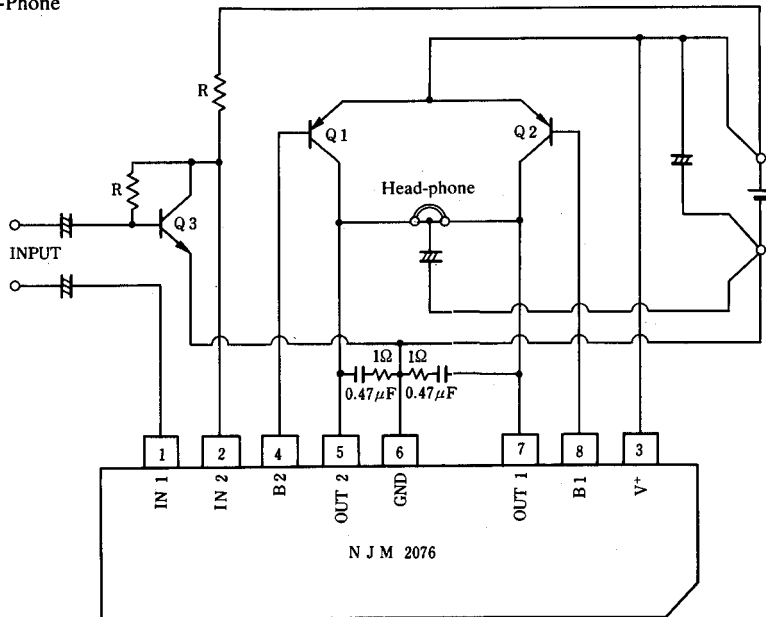 -Phone
R
Q1
Q2
R
Q3
Head-phone
INPUT
1Ω 1Ω
0.47μF 0.47μF
1 2 4 5 6 7 8 3
IN 1 IN 2 B2 OUT 2 GND OUT 1 B1 V+
NJM 2076